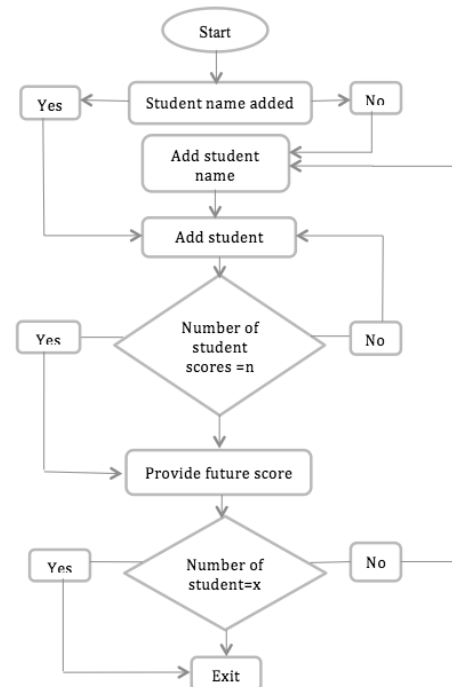 Start
Yes
Student name added
No
Add student
name
Add student
Number of
student
scores =n
Yes
No
Provide future score
Number of
student=x
Yes
No
Exit